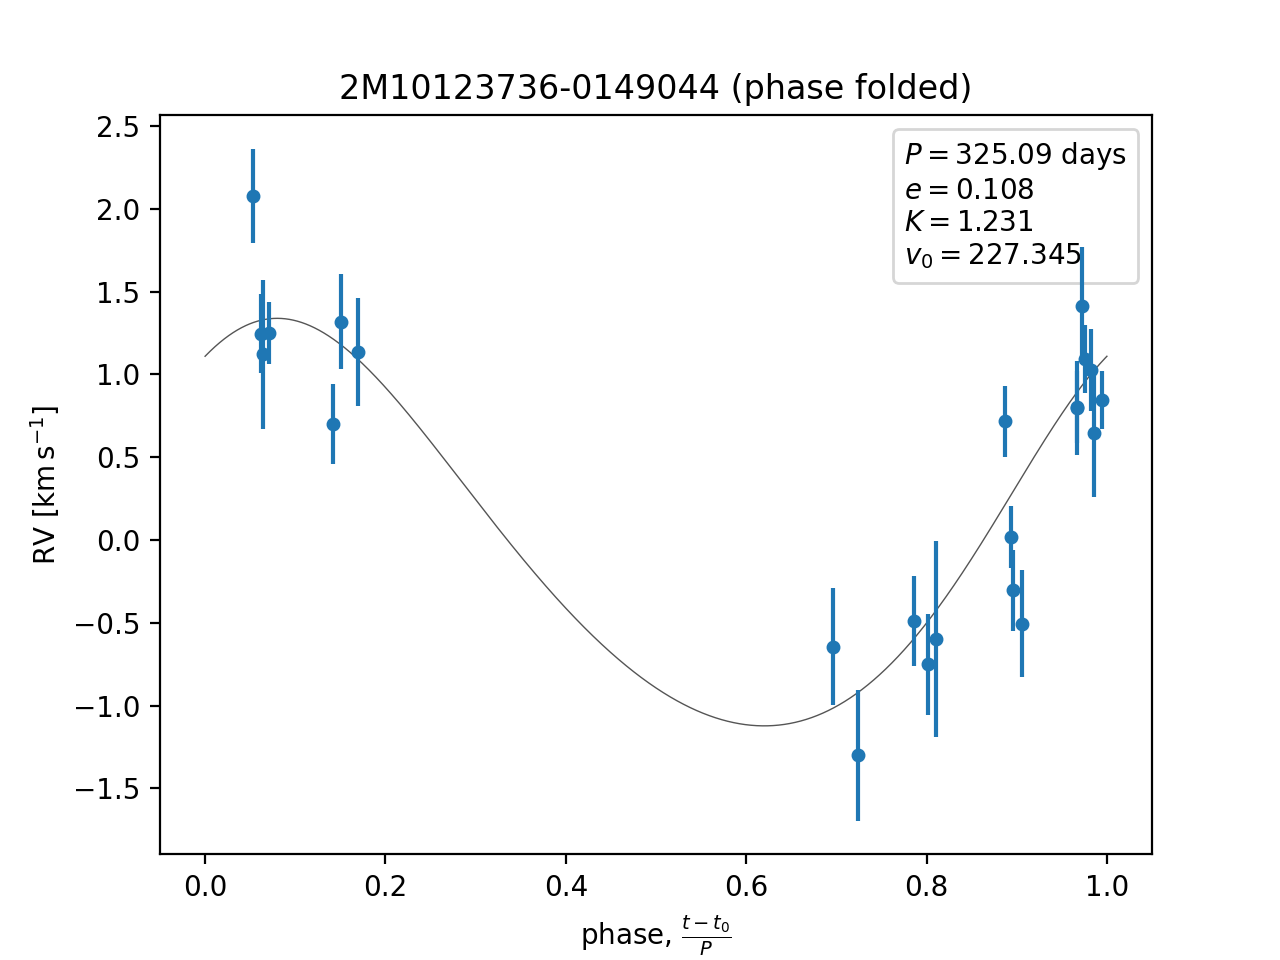 2M10123736-0149044 (phase folded)
P = 325.09 days
e = 0.108
K = 1.231
v₀ = 227.345
RV [km s⁻¹]
2.5
2.0
1.5
1.0
0.5
0.0
−0.5
−1.0
−1.5
0.0 0.2 0.4 0.6 0.8 1.0
phase, (t − t₀)/P